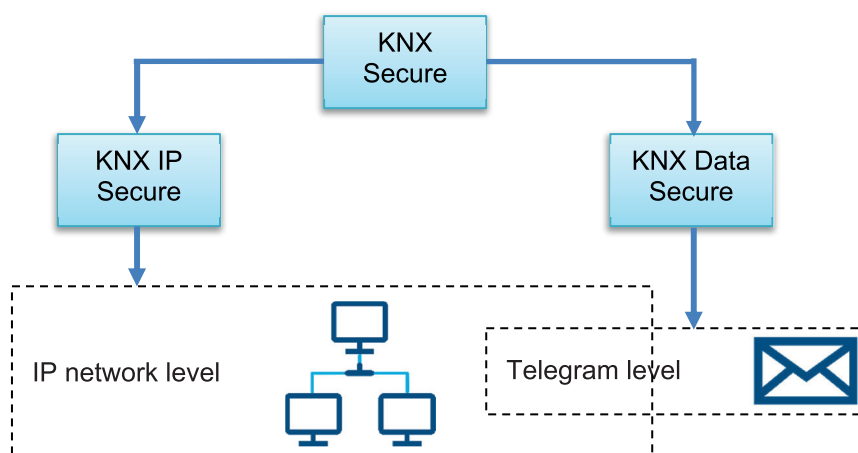 KNX
Secure
KNX IP
Secure
KNX Data
Secure
IP network level
Telegram level